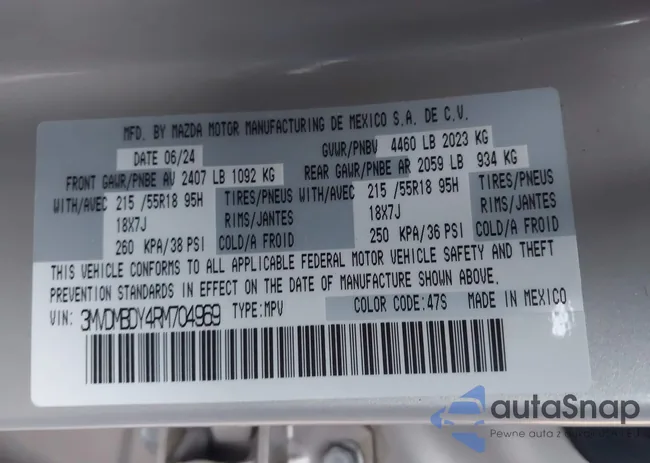 MFD. BY MAZDA MOTOR MANUFACTURING DE MEXICO S.A. DE C.V.
DATE 06/24 GVWR/PNBV 4460 LB 2023 KG
FRONT GAWR/PNBE AV 2407 LB 1092 KG REAR GAWR/PNBE AR 2059 LB 934 KG
WITH/AVEC 215 /55R18 95H TIRES/PNEUS WITH/AVEC 215 /55R18 95H TIRES/PNEUS
18X7J RIMS/JANTES 18X7J RIMS/JANTES
260 KPA/38 PSI COLD/A FROID 250 KPA/36 PSI COLD/A FROID
THIS VEHICLE CONFORMS TO ALL APPLICABLE FEDERAL MOTOR VEHICLE SAFETY AND THEFT
PREVENTION STANDARDS IN EFFECT ON THE DATE OF MANUFACTURE SHOWN ABOVE.
VIN: 3MVDMBDY4RM704969 TYPE:MPV COLOR CODE:47S MADE IN MEXICO
autaSnap
Pewne auta z